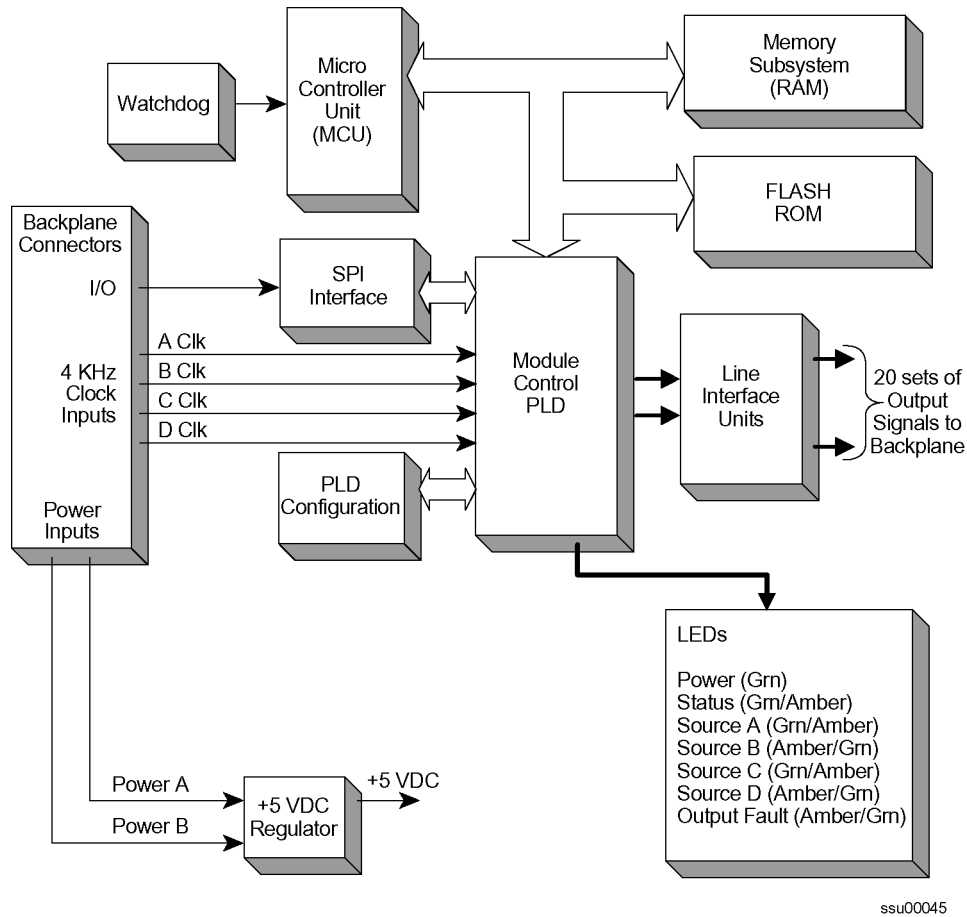 Watchdog
Micro
Controller
Unit
(MCU)
Memory
Subsystem
(RAM)
FLASH
ROM
Backplane
Connectors
I/O
4 KHz
Clock
Inputs
Power
Inputs
SPI
Interface
A Clk
B Clk
C Clk
D Clk
PLD
Configuration
Module
Control
PLD
Line
Interface
Units
20 sets of
Output
Signals to
Backplane
LEDs
Power (Grn)
Status (Grn/Amber)
Source A (Grn/Amber)
Source B (Amber/Grn)
Source C (Grn/Amber)
Source D (Amber/Grn)
Output Fault (Amber/Grn)
Power A
Power B
+5 VDC
Regulator
+5 VDC
ssu00045